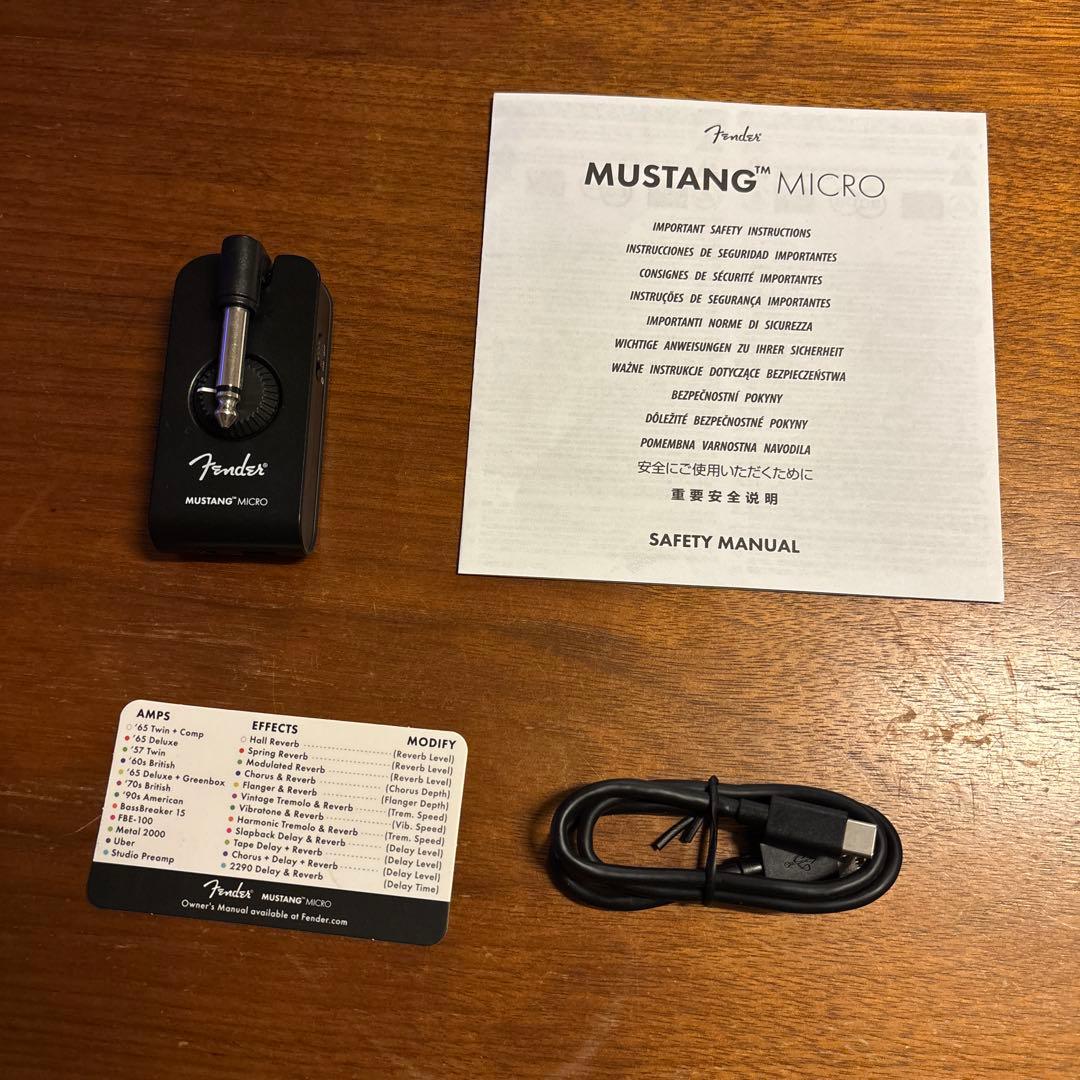 Fender
MUSTANG™ MICRO
IMPORTANT SAFETY INSTRUCTIONS
INSTRUCCIONES DE SEGURIDAD IMPORTANTES
CONSIGNES DE SÉCURITÉ IMPORTANTES
INSTRUÇÕES DE SEGURANÇA IMPORTANTES
IMPORTANTI NORME DI SICUREZZA
WICHTIGE ANWEISUNGEN ZU IHRER SICHERHEIT
WAŻNE INSTRUKCJE DOTYCZĄCE BEZPIECZEŃSTWA
BEZPEČNOSTNÍ POKYNY
DÔLEŽITÉ BEZPEČNOSTNÉ POKYNY
POMEMBNA VARNOSTNA NAVODILA
安全にご使用いただくために
重要安全说明
SAFETY MANUAL
Fender®
MUSTANG™ MICRO
AMPS
'65 Twin + Comp
'65 Deluxe
'57 Twin
'60s British
'65 Deluxe + Greenbox
'70s British
'90s American
BassBreaker 15
FBE-100
Metal 2000
Uber
Studio Preamp
EFFECTS MODIFY
Hall Reverb (Reverb Level)
Spring Reverb (Reverb Level)
Modulated Reverb (Reverb Level)
Chorus & Reverb (Chorus Depth)
Flanger & Reverb (Flanger Depth)
Vintage Tremolo & Reverb (Trem. Speed)
Vibratone & Reverb (Vib. Speed)
Harmonic Tremolo & Reverb (Trem. Speed)
Slapback Delay & Reverb (Delay Level)
Tape Delay + Reverb (Delay Level)
Chorus + Delay + Reverb (Delay Level)
2290 Delay & Reverb (Delay Time)
Fender MUSTANG™ MICRO
Owner's Manual available at Fender.com